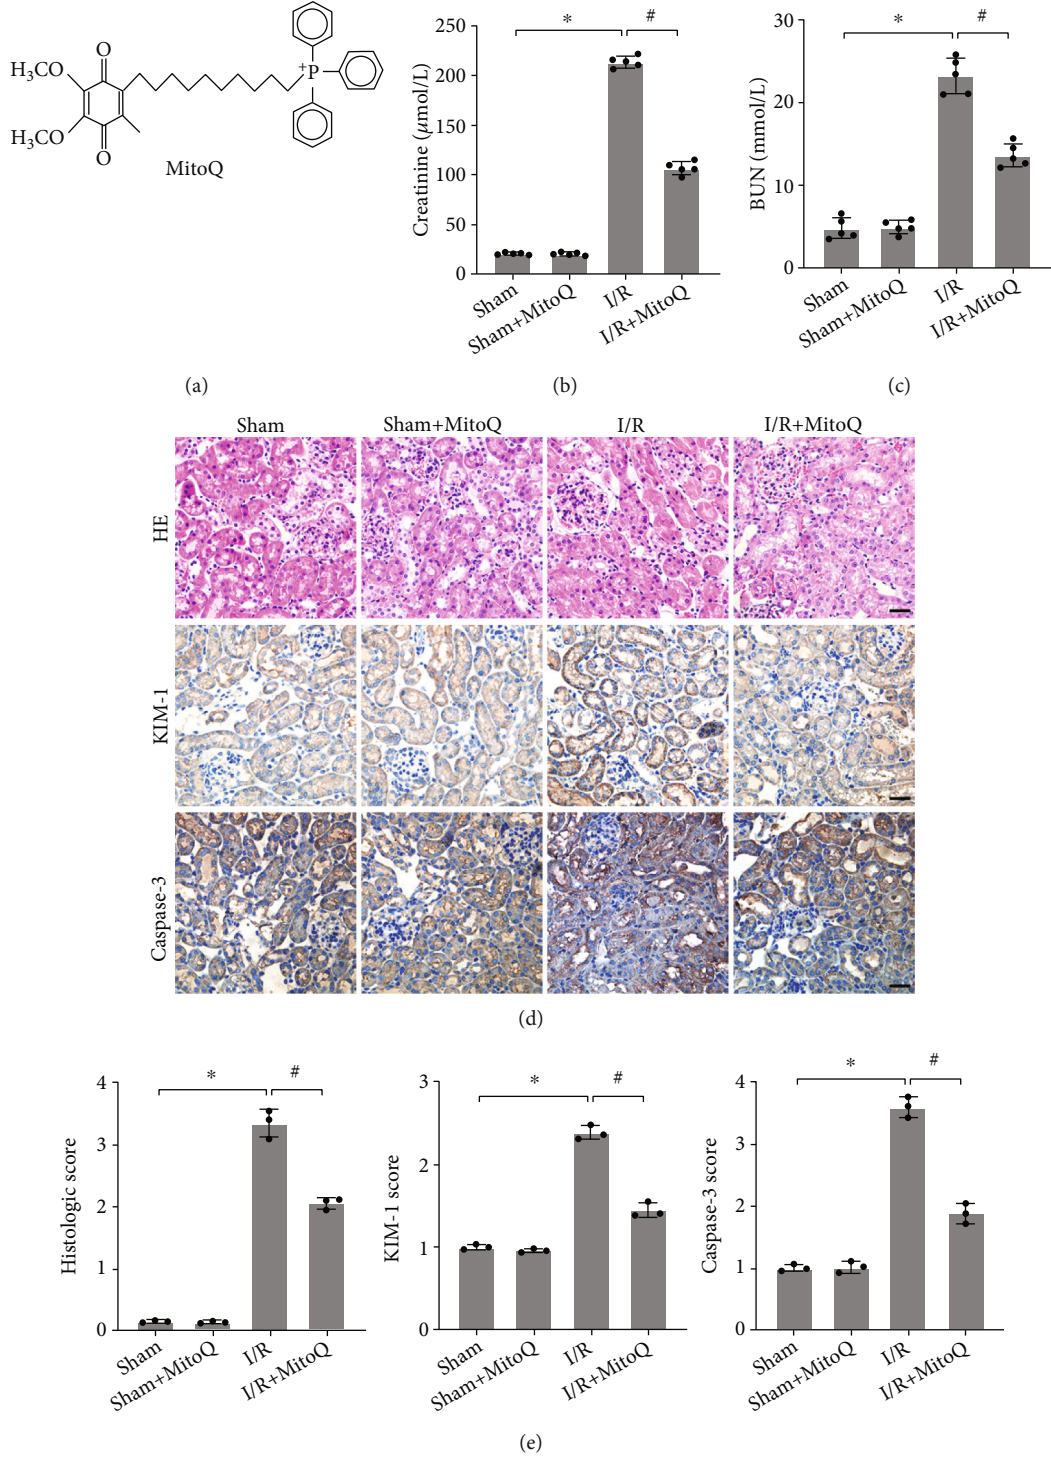 H₃CO
H₃CO
O
O
+P
MitoQ
(a)
Creatinine (μmol/L)
250
200
150
100
50
0
*
#
Sham
Sham+MitoQ
I/R
I/R+MitoQ
(b)
BUN (mmol/L)
30
20
10
0
*
#
Sham
Sham+MitoQ
I/R
I/R+MitoQ
(c)
Sham
Sham+MitoQ
I/R
I/R+MitoQ
HE
KIM-1
Caspase-3
(d)
Histologic score
4
3
2
1
0
*
#
Sham
Sham+MitoQ
I/R
I/R+MitoQ
KIM-1 score
3
2
1
0
*
#
Sham
Sham+MitoQ
I/R
I/R+MitoQ
Caspase-3 score
4
3
2
1
0
*
#
Sham
Sham+MitoQ
I/R
I/R+MitoQ
(e)